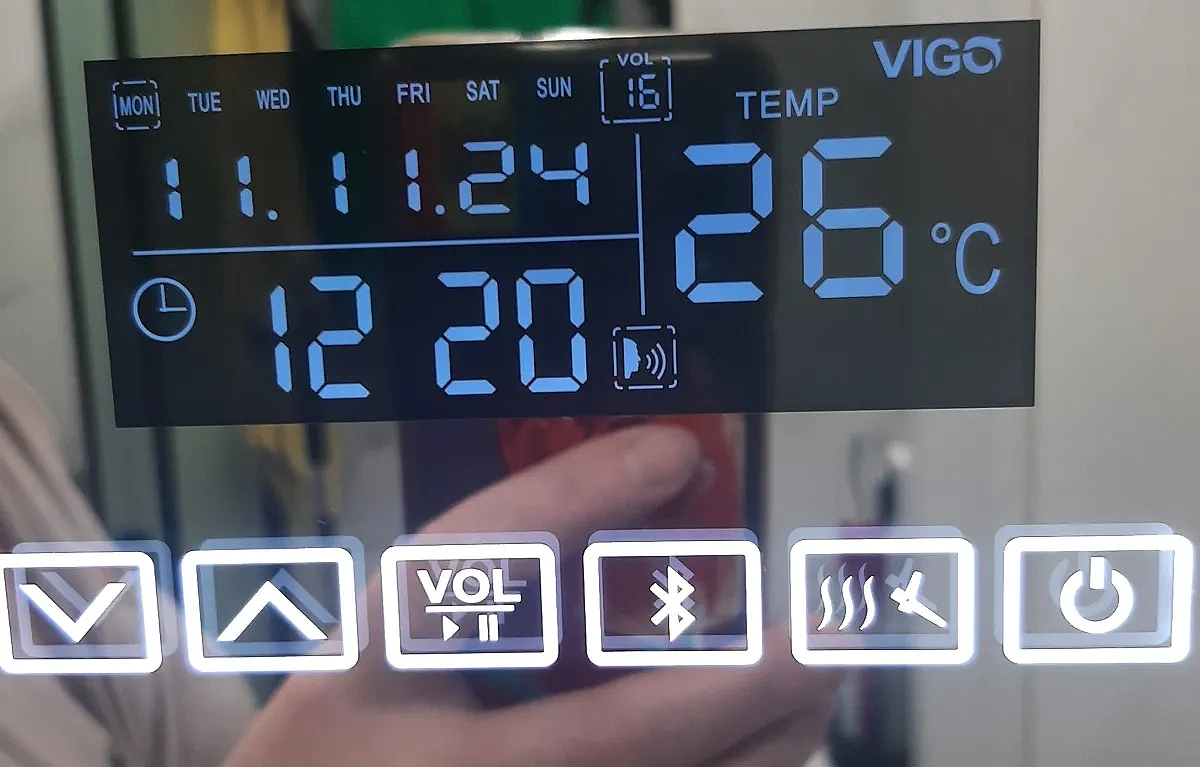 MON TUE WED THU FRI SAT SUN
VOL
16
VIGO
TEMP
11.11.24
26 °C
12 20
VOL